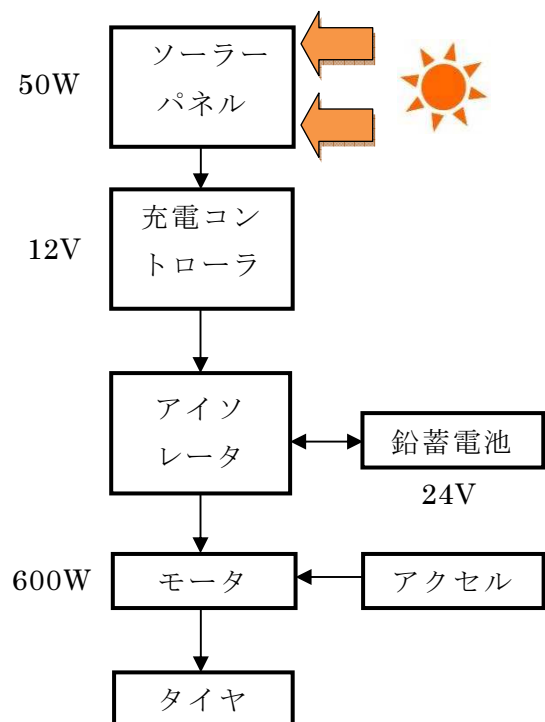 50W
ソーラー
パネル
12V
充電コン
トローラ
アイソ
レータ
鉛蓄電池
24V
600W
モータ
アクセル
タイヤ